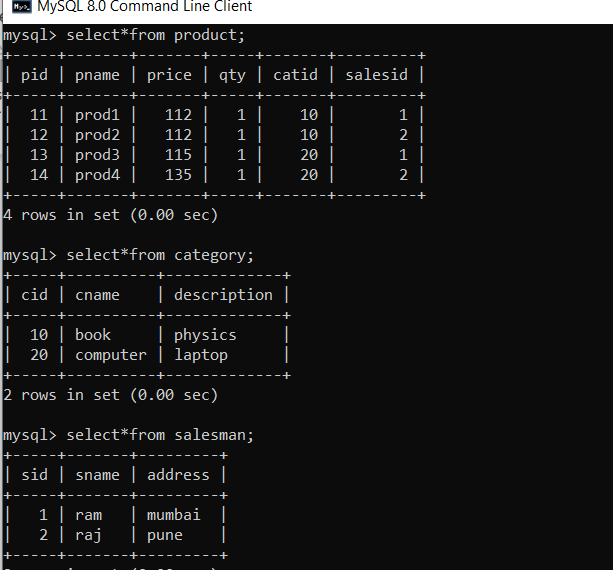 MySQL 8.0 Command Line Client
mysql> select*from product;
+-----+-------+-------+-----+-------+---------+
| pid | pname | price | qty | catid | salesid |
+-----+-------+-------+-----+-------+---------+
|  11 | prod1 |   112 |   1 |    10 |       1 |
|  12 | prod2 |   112 |   1 |    10 |       2 |
|  13 | prod3 |   115 |   1 |    20 |       1 |
|  14 | prod4 |   135 |   1 |    20 |       2 |
+-----+-------+-------+-----+-------+---------+
4 rows in set (0.00 sec)
mysql> select*from category;
+-----+----------+-------------+
| cid | cname    | description |
+-----+----------+-------------+
|  10 | book     | physics     |
|  20 | computer | laptop      |
+-----+----------+-------------+
2 rows in set (0.00 sec)
mysql> select*from salesman;
+-----+-------+---------+
| sid | sname | address |
+-----+-------+---------+
|   1 | ram   | mumbai  |
|   2 | raj   | pune    |
+-----+-------+---------+